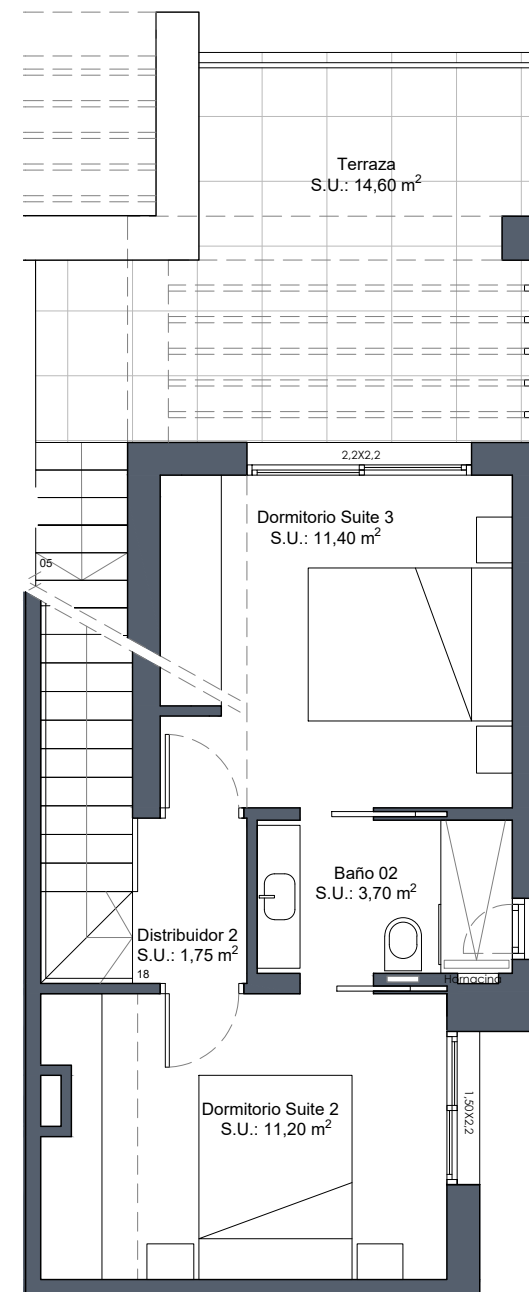 Terraza
S.U.: 14,60 m²
2,2X2,2
Dormitorio Suite 3
S.U.: 11,40 m²
05
Baño 02
S.U.: 3,70 m²
Distribuidor 2
S.U.: 1,75 m²
18
Hornacina
Dormitorio Suite 2
S.U.: 11,20 m²
1,50X2,2